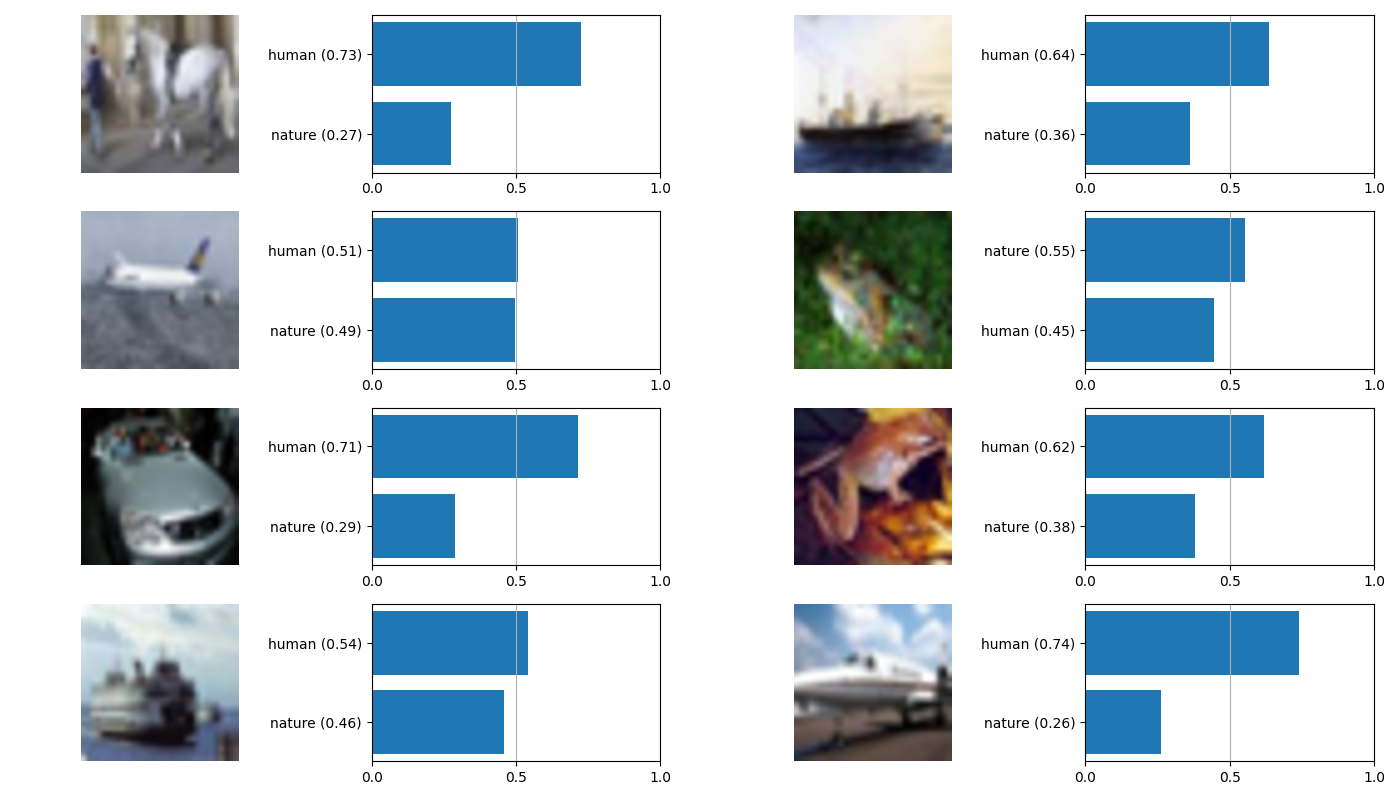 human (0.73)
nature (0.27)
0.0 0.5 1.0
human (0.64)
nature (0.36)
0.0 0.5 1.0
human (0.51)
nature (0.49)
0.0 0.5 1.0
nature (0.55)
human (0.45)
0.0 0.5 1.0
human (0.71)
nature (0.29)
0.0 0.5 1.0
human (0.62)
nature (0.38)
0.0 0.5 1.0
human (0.54)
nature (0.46)
0.0 0.5 1.0
human (0.74)
nature (0.26)
0.0 0.5 1.0